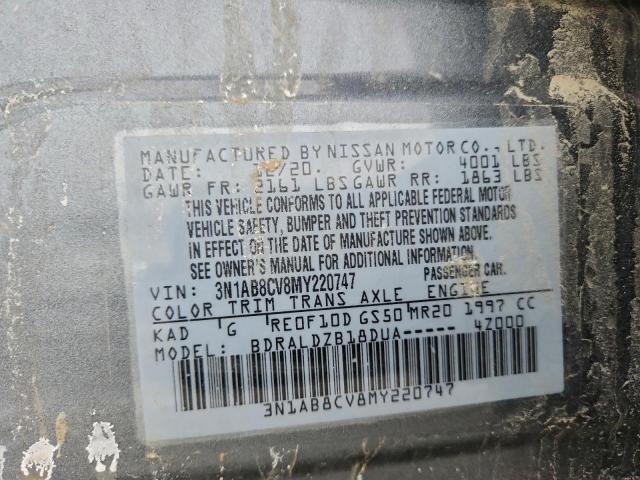 MANUFACTURED BY NISSAN MOTOR CO., LTD.
DATE: 12/20. GVWR: 4001 LBS
GAWR FR: 2161 LBS GAWR RR: 1863 LBS
THIS VEHICLE CONFORMS TO ALL APPLICABLE FEDERAL MOTOR
VEHICLE SAFETY, BUMPER AND THEFT PREVENTION STANDARDS
IN EFFECT ON THE DATE OF MANUFACTURE SHOWN ABOVE.
SEE OWNER'S MANUAL FOR ADDITIONAL INFORMATION.
VIN: 3N1AB8CV8MY220747 PASSENGER CAR.
COLOR TRIM TRANS AXLE ENGINE
KAD G RE0F10D GS50 MR20 1997 CC
MODEL: BDRALDZB18DUA----- 4Z000
3N1AB8CV8MY220747